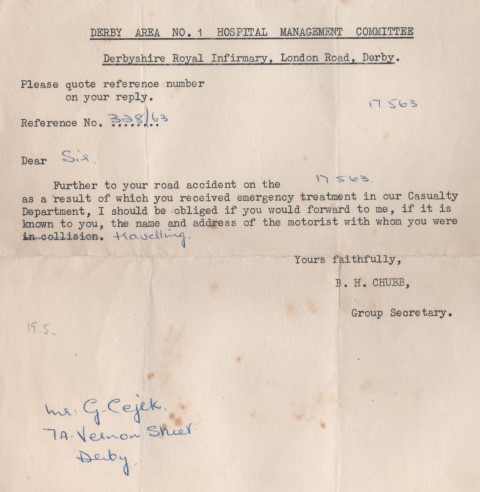 DERBY AREA NO. 1 HOSPITAL MANAGEMENT COMMITTEE
Derbyshire Royal Infirmary, London Road, Derby.
Please quote reference number
on your reply.
17 5 63.
Reference No. 328/63
Dear Sir.
Further to your road accident on the 17 5 63.
as a result of which you received emergency treatment in our Casualty
Department, I should be obliged if you would forward to me, if it is
known to you, the name and address of the motorist with whom you were
in collision. travelling.
Yours faithfully,
B. H. CHUBB,
Group Secretary.
19.5.
Mr. G. Cejek.
7A. Vernon Street
Derby.